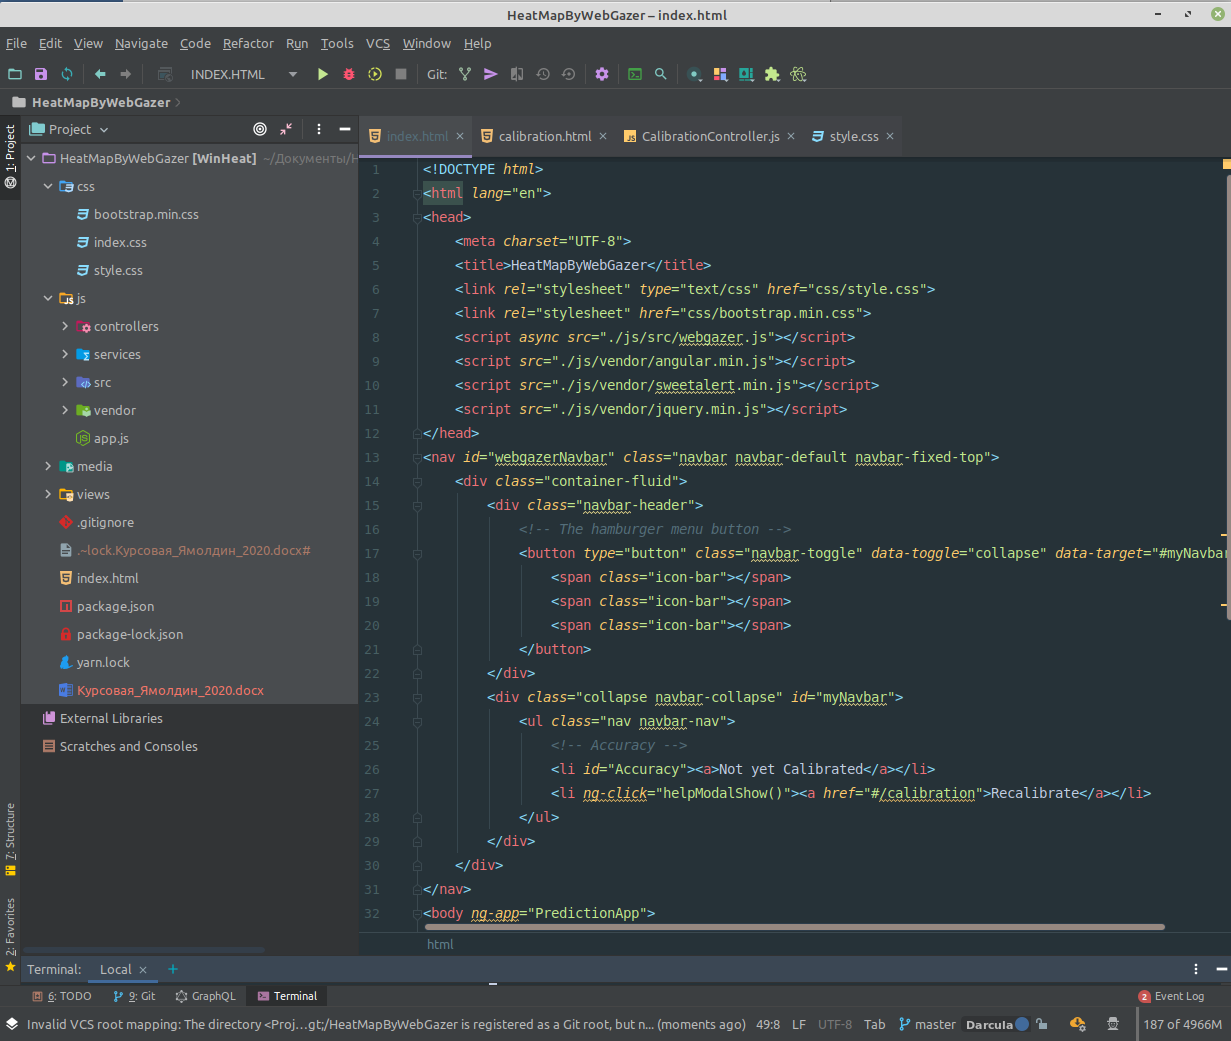 HeatMapByWebGazer – index.html
File Edit View Navigate Code Refactor Run Tools VCS Window Help
INDEX.HTML Git:
HeatMapByWebGazer
1: Project
Project
index.html calibration.html CalibrationController.js style.css
HeatMapByWebGazer [WinHeat] ~/Документы/H
css
bootstrap.min.css
index.css
style.css
js
controllers
services
src
vendor
app.js
media
views
.gitignore
.~lock.Курсовая_Ямолдин_2020.docx#
index.html
package.json
package-lock.json
yarn.lock
Курсовая_Ямолдин_2020.docx
External Libraries
Scratches and Consoles
7: Structure
2: Favorites
1 <!DOCTYPE html>
2 <html lang="en">
3 <head>
4 <meta charset="UTF-8">
5 <title>HeatMapByWebGazer</title>
6 <link rel="stylesheet" type="text/css" href="css/style.css">
7 <link rel="stylesheet" href="css/bootstrap.min.css">
8 <script async src="./js/src/webgazer.js"></script>
9 <script src="./js/vendor/angular.min.js"></script>
10 <script src="./js/vendor/sweetalert.min.js"></script>
11 <script src="./js/vendor/jquery.min.js"></script>
12 </head>
13 <nav id="webgazerNavbar" class="navbar navbar-default navbar-fixed-top">
14 <div class="container-fluid">
15 <div class="navbar-header">
16 <!-- The hamburger menu button -->
17 <button type="button" class="navbar-toggle" data-toggle="collapse" data-target="#myNavbar
18 <span class="icon-bar"></span>
19 <span class="icon-bar"></span>
20 <span class="icon-bar"></span>
21 </button>
22 </div>
23 <div class="collapse navbar-collapse" id="myNavbar">
24 <ul class="nav navbar-nav">
25 <!-- Accuracy -->
26 <li id="Accuracy"><a>Not yet Calibrated</a></li>
27 <li ng-click="helpModalShow()"><a href="#/calibration">Recalibrate</a></li>
28 </ul>
29 </div>
30 </div>
31 </nav>
32 <body ng-app="PredictionApp">
html
Terminal: Local
6: TODO 9: Git GraphQL Terminal 2 Event Log
Invalid VCS root mapping: The directory <Proj…gt;/HeatMapByWebGazer is registered as a Git root, but n... (moments ago) 49:8 LF UTF-8 Tab master Darcula 187 of 4966M